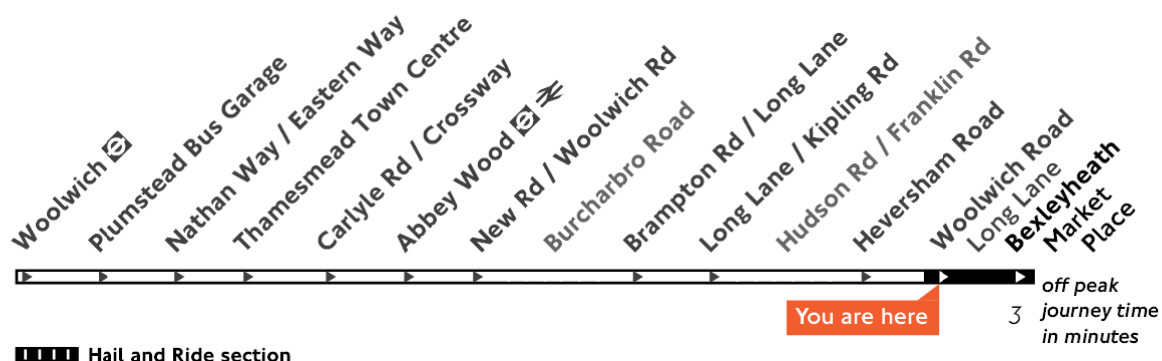 Woolwich
Plumstead Bus Garage
Nathan Way / Eastern Way
Thamesmead Town Centre
Carlyle Rd / Crossway
Abbey Wood
New Rd / Woolwich Rd
Burcharbro Road
Brampton Rd / Long Lane
Long Lane / Kipling Rd
Hudson Rd / Franklin Rd
Heversham Road
Woolwich Road
Long Lane
Bexleyheath
Market
Place
You are here
3
off peak
journey time
in minutes
Hail and Ride section